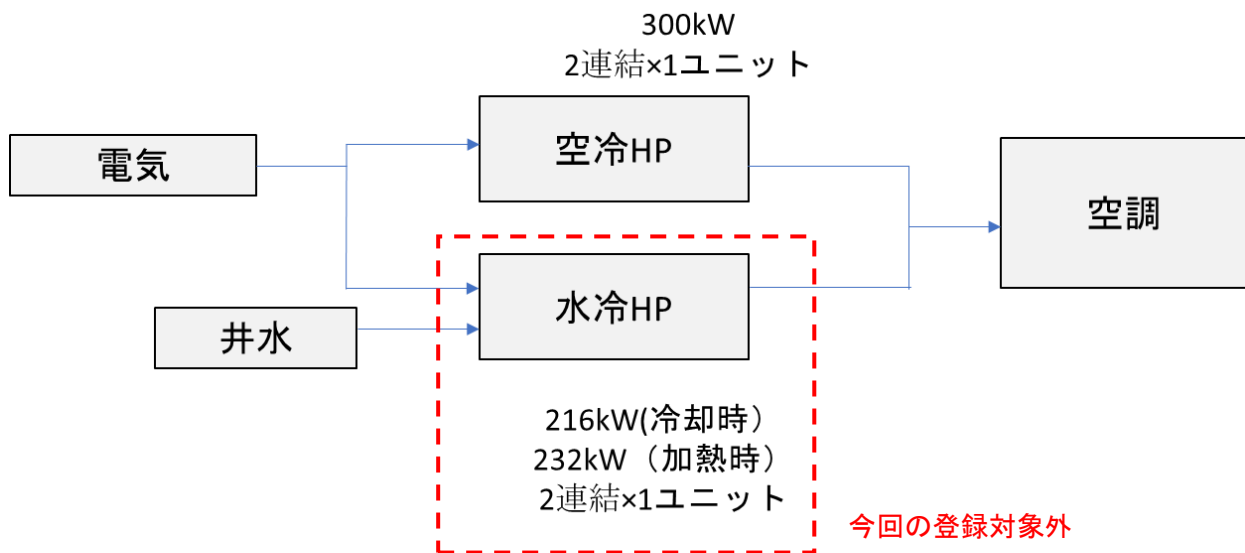 300kW
2連結×1ユニット
電気
空冷HP
空調
水冷HP
井水
216kW(冷却時）
232kW（加熱時）
2連結×1ユニット
今回の登録対象外